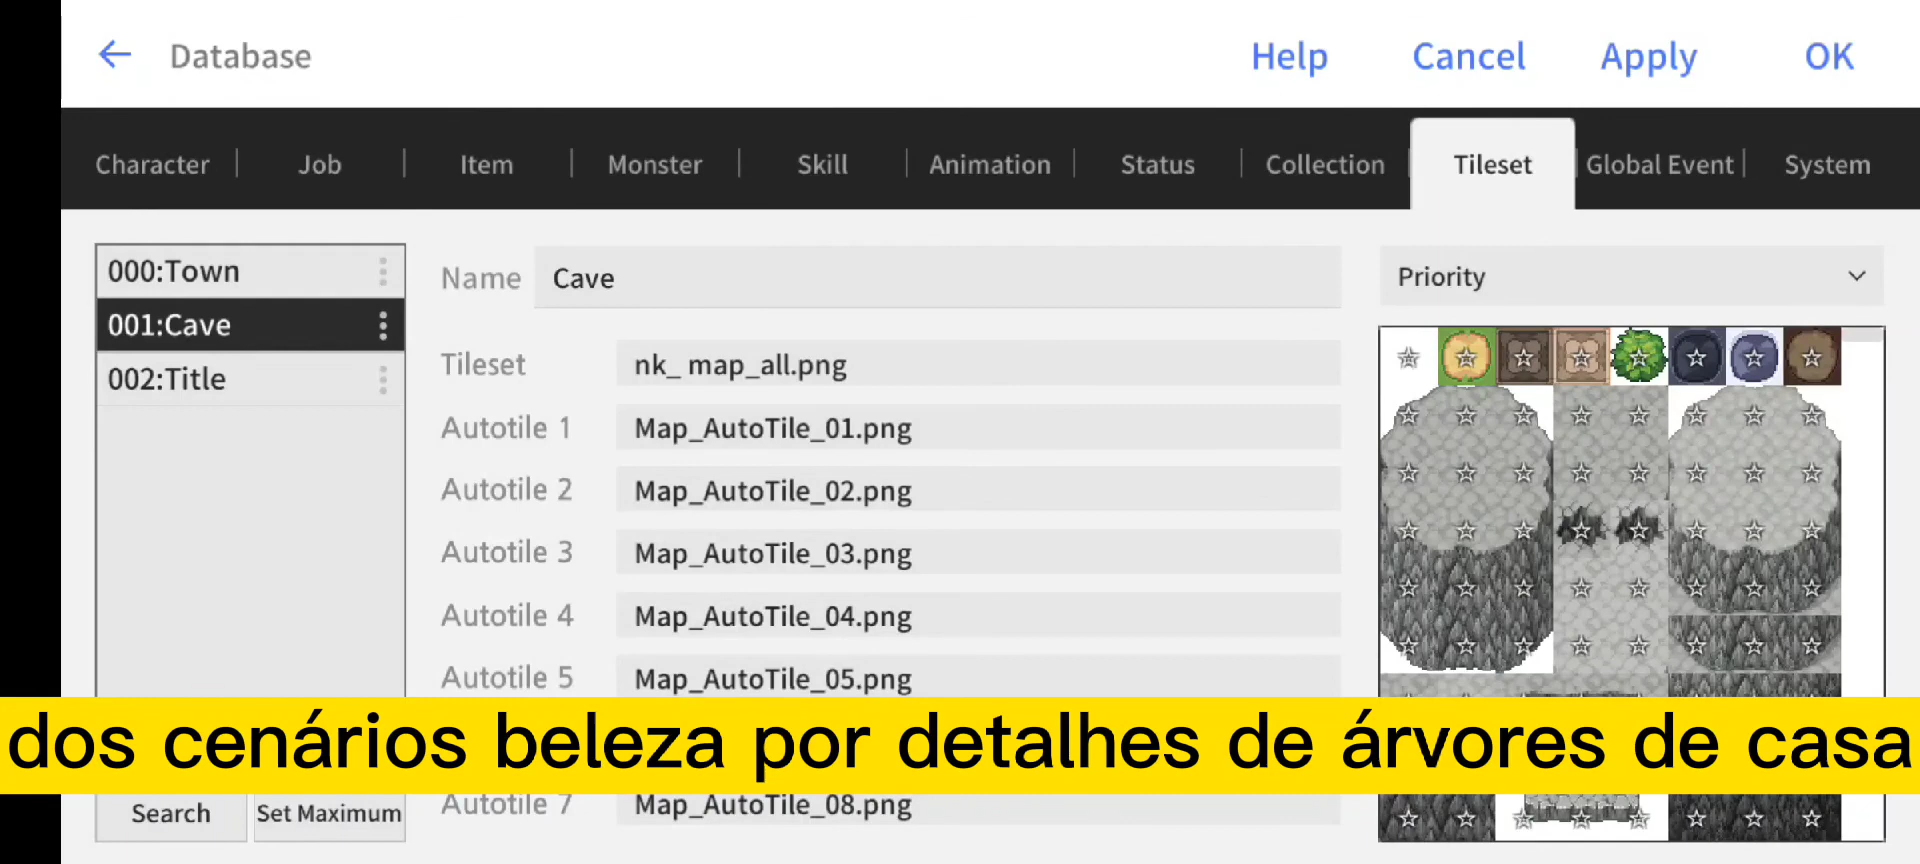 Database
Help
Cancel
Apply
OK
Character
Job
Item
Monster
Skill
Animation
Status
Collection
Tileset
Global Event
System
000:Town
001:Cave
002:Title
Name
Cave
Priority
Tileset
nk_ map_all.png
Autotile 1
Map_AutoTile_01.png
Autotile 2
Map_AutoTile_02.png
Autotile 3
Map_AutoTile_03.png
Autotile 4
Map_AutoTile_04.png
Autotile 5
Map_AutoTile_05.png
dos cenários beleza por detalhes de árvores de casa
Search
Set Maximum
Autotile 7
Map_AutoTile_08.png